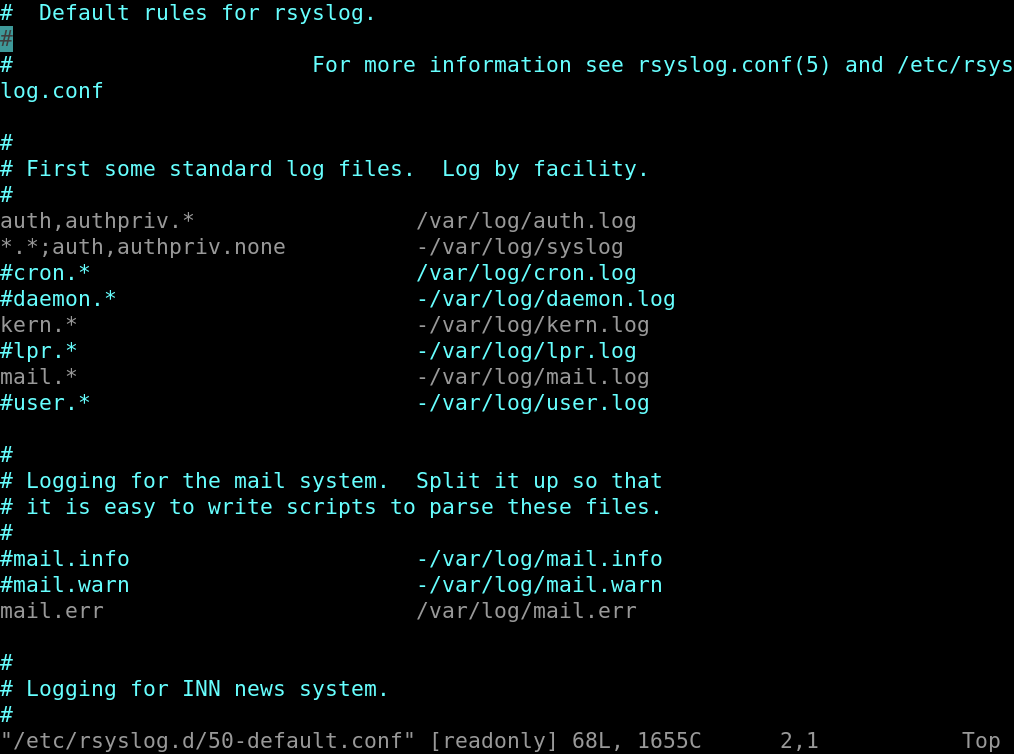 #  Default rules for rsyslog.
#
#                       For more information see rsyslog.conf(5) and /etc/rsys
log.conf

#
# First some standard log files.  Log by facility.
#
auth,authpriv.*                 /var/log/auth.log
*.*;auth,authpriv.none          -/var/log/syslog
#cron.*                         /var/log/cron.log
#daemon.*                       -/var/log/daemon.log
kern.*                          -/var/log/kern.log
#lpr.*                          -/var/log/lpr.log
mail.*                          -/var/log/mail.log
#user.*                         -/var/log/user.log

#
# Logging for the mail system.  Split it up so that
# it is easy to write scripts to parse these files.
#
#mail.info                      -/var/log/mail.info
#mail.warn                      -/var/log/mail.warn
mail.err                        /var/log/mail.err

#
# Logging for INN news system.
#
"/etc/rsyslog.d/50-default.conf" [readonly] 68L, 1655C      2,1           Top